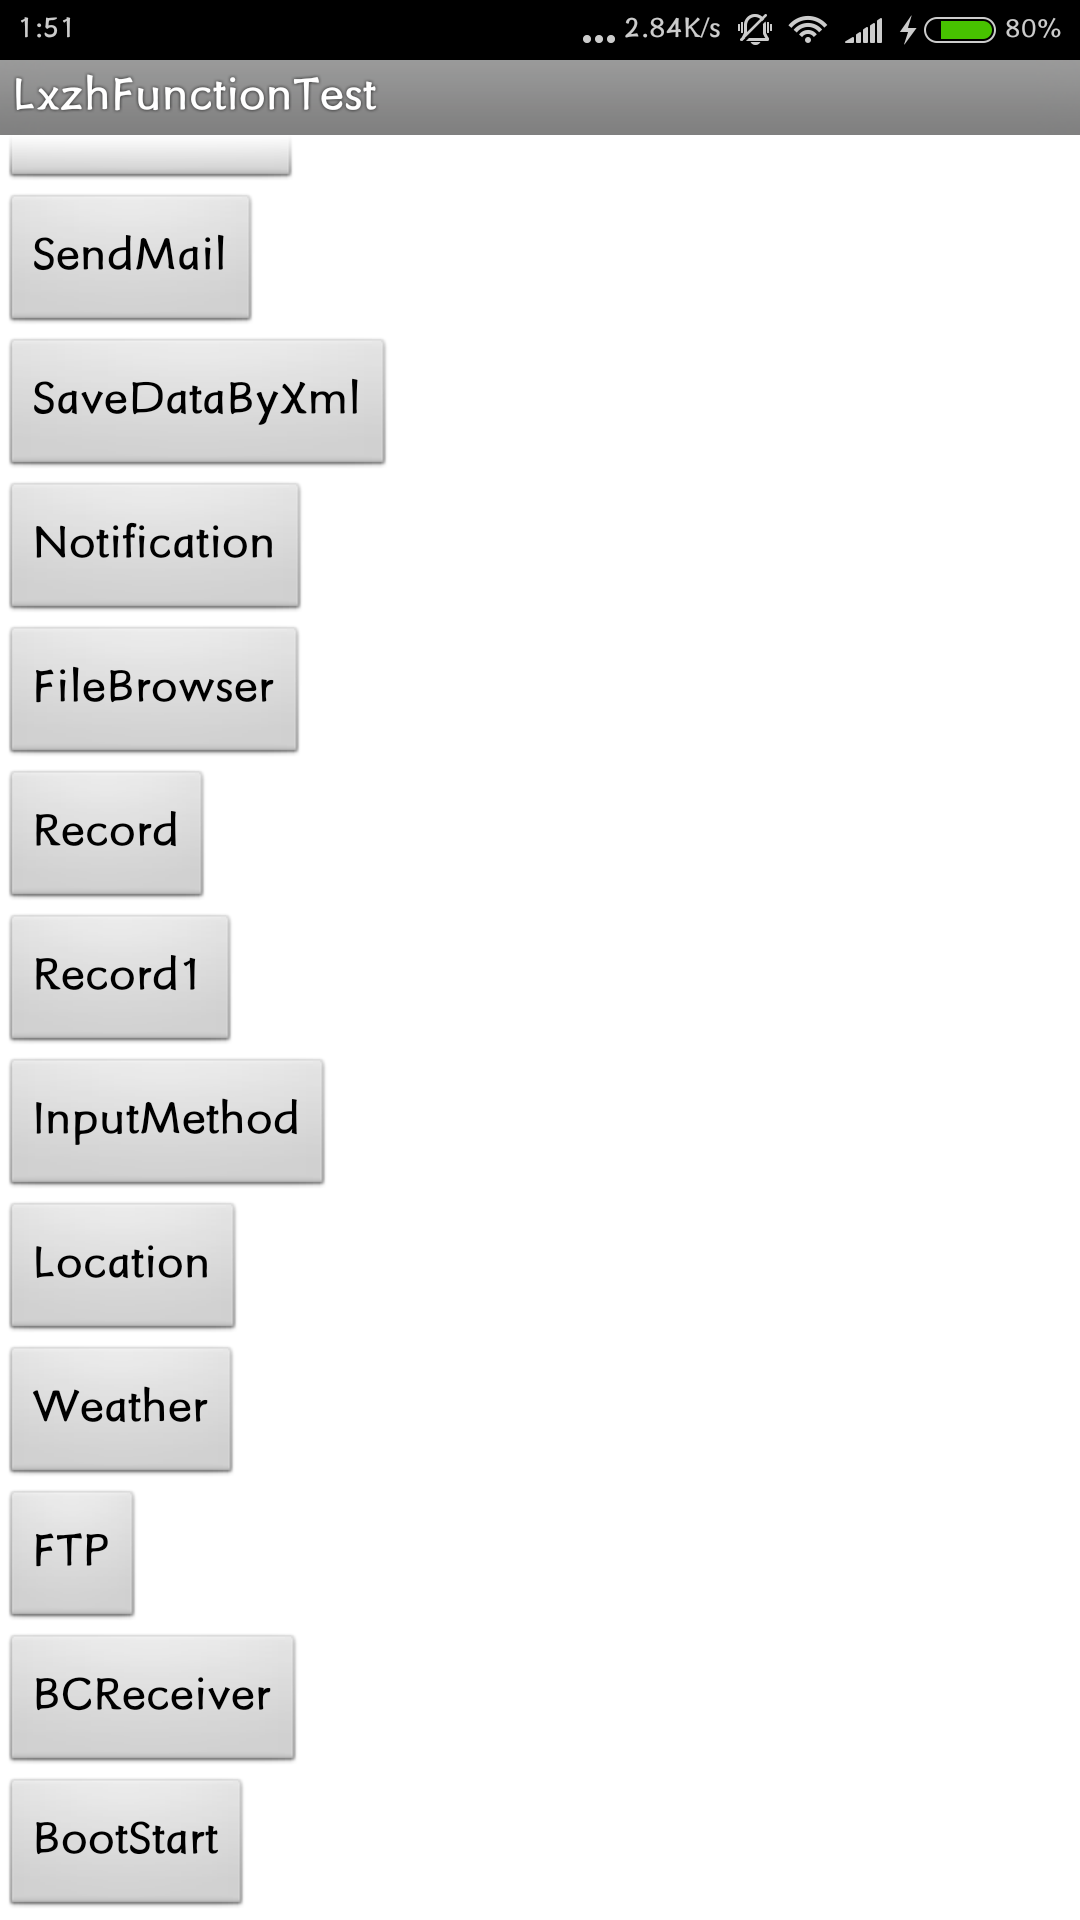 1:51 ... 2.84K/s 80%
LxzhFunctionTest
SendMail
SaveDataByXml
Notification
FileBrowser
Record
Record1
InputMethod
Location
Weather
FTP
BCReceiver
BootStart